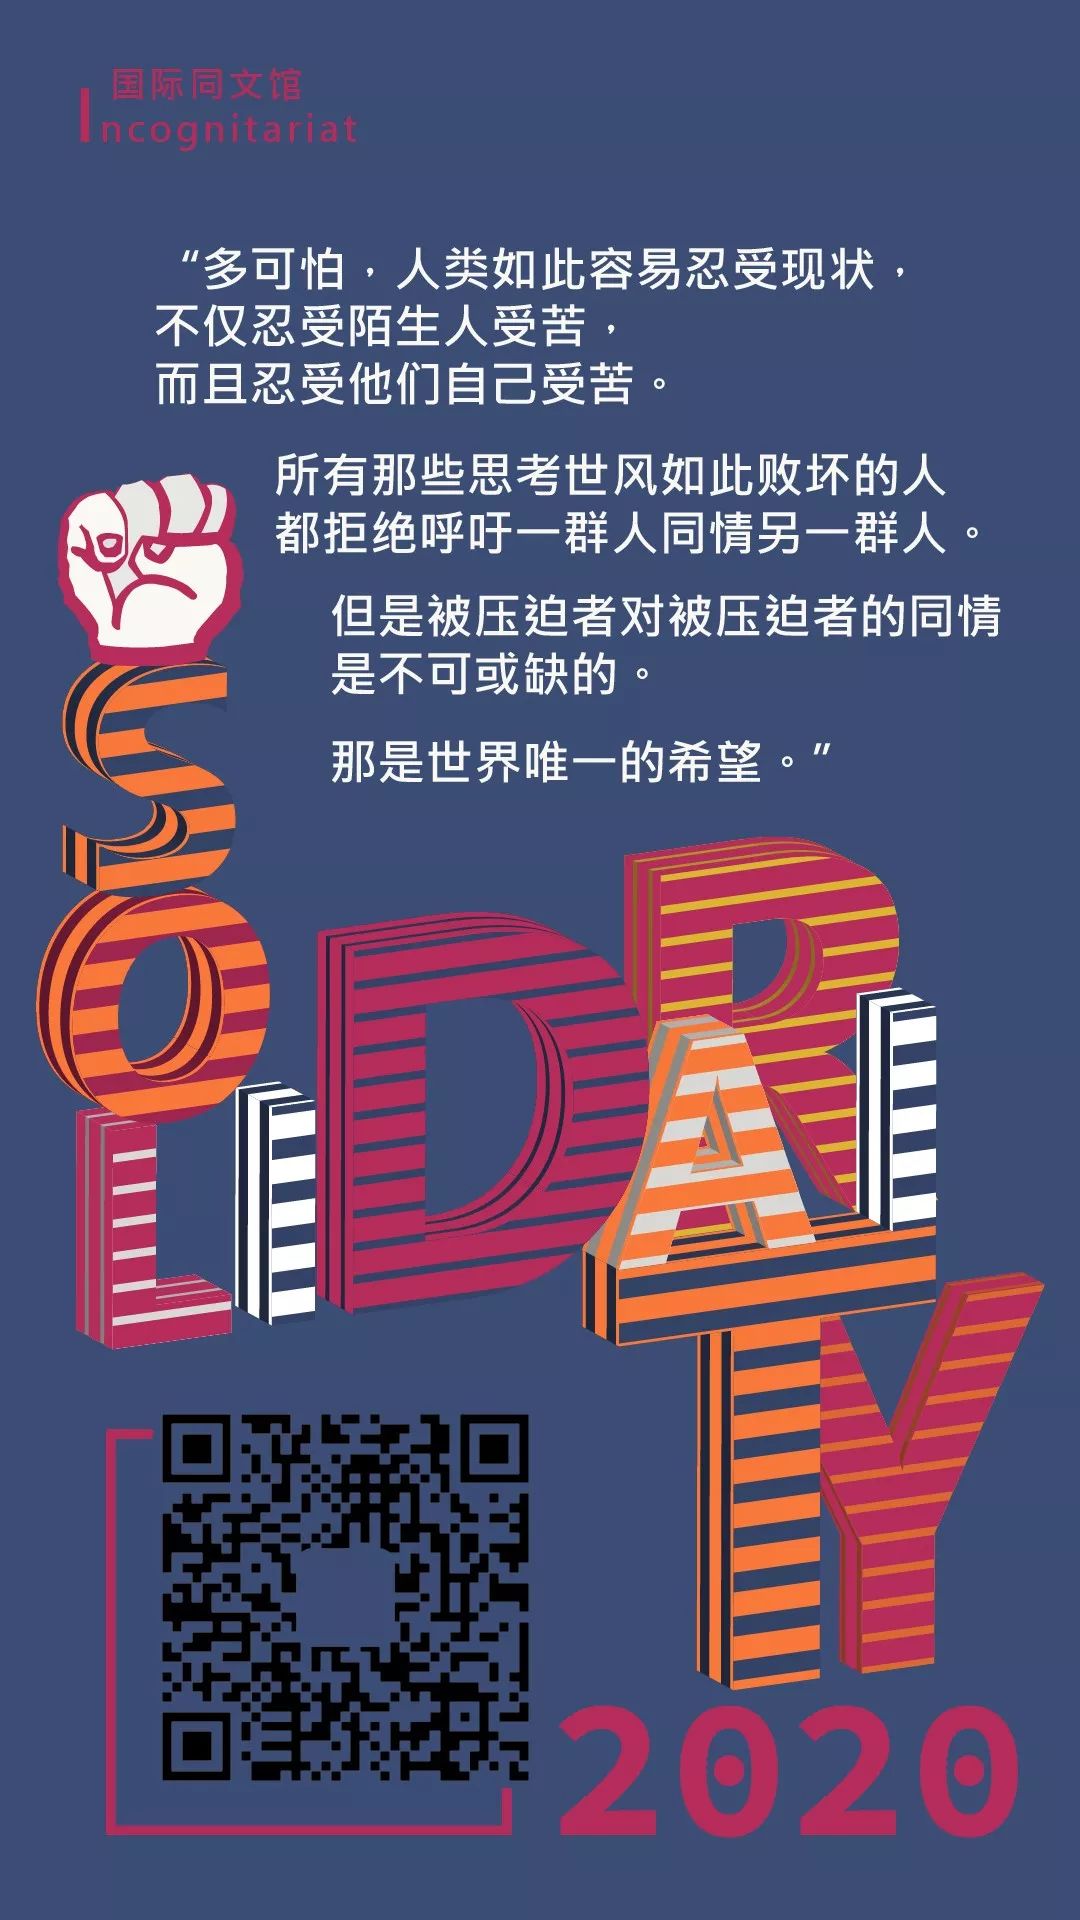 国际同文馆
Incognitariat
“多可怕，人类如此容易忍受现状，
不仅忍受陌生人受苦，
而且忍受他们自己受苦。
所有那些思考世风如此败坏的人
都拒绝呼吁一群人同情另一群人。
但是被压迫者对被压迫者的同情
是不可或缺的。
那是世界唯一的希望。”
SOLIDARITY
2020